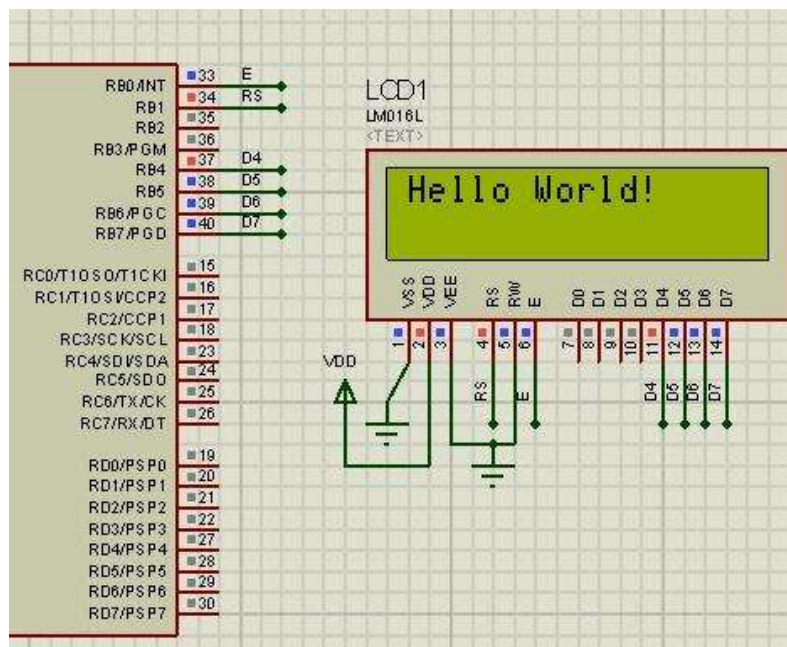 RB0/INT 33 E
RB1 34 RS
RB2 35
RB3/PGM 36
RB4 37 D4
RB5 38 D5
RB6/PGC 39 D6
RB7/PGD 40 D7
RC0/T1OSO/T1CKI 15
RC1/T1OSI/CCP2 16
RC2/CCP1 17
RC3/SCK/SCL 18
RC4/SDI/SDA 23
RC5/SDO 24
RC6/TX/CK 25
RC7/RX/DT 26
RD0/PSP0 19
RD1/PSP1 20
RD2/PSP2 21
RD3/PSP3 22
RD4/PSP4 27
RD5/PSP5 28
RD6/PSP6 29
RD7/PSP7 30
LCD1
LM016L
<TEXT>
Hello World!
VSS VDD VEE RS RW E D0 D1 D2 D3 D4 D5 D6 D7
1 2 3 4 5 6 7 8 9 10 11 12 13 14
VDD
RS E D4 D5 D6 D7